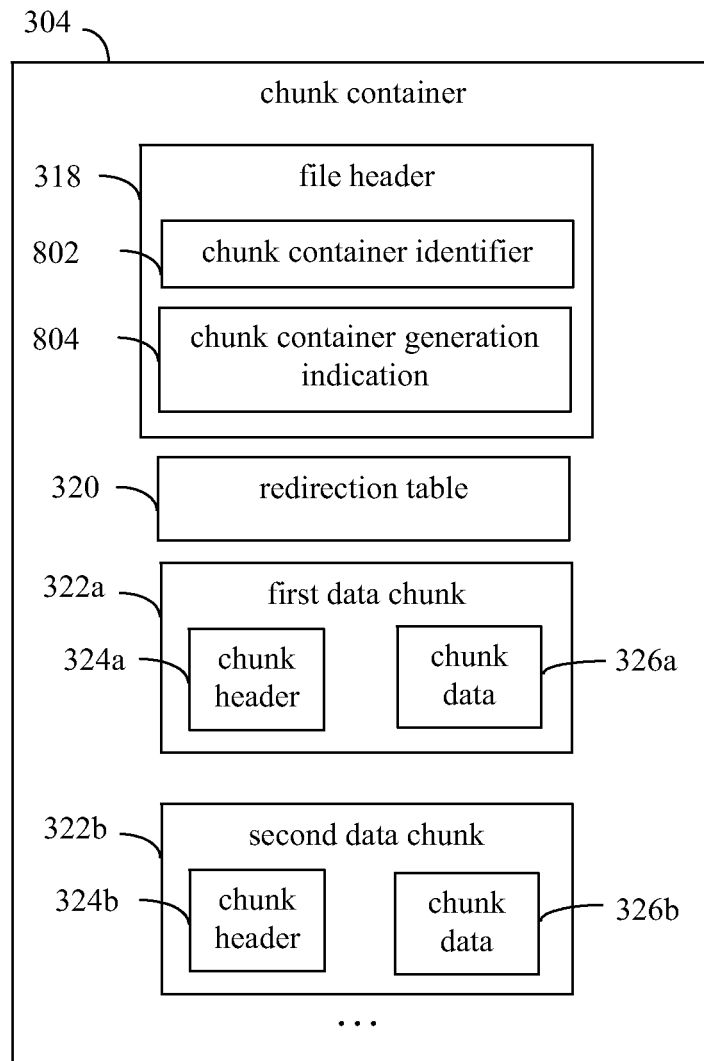 304
chunk container
318
file header
802
chunk container identifier
804
chunk container generation
indication
320
redirection table
322a
first data chunk
324a
chunk
header
chunk
data
326a
322b
second data chunk
324b
chunk
header
chunk
data
326b
...